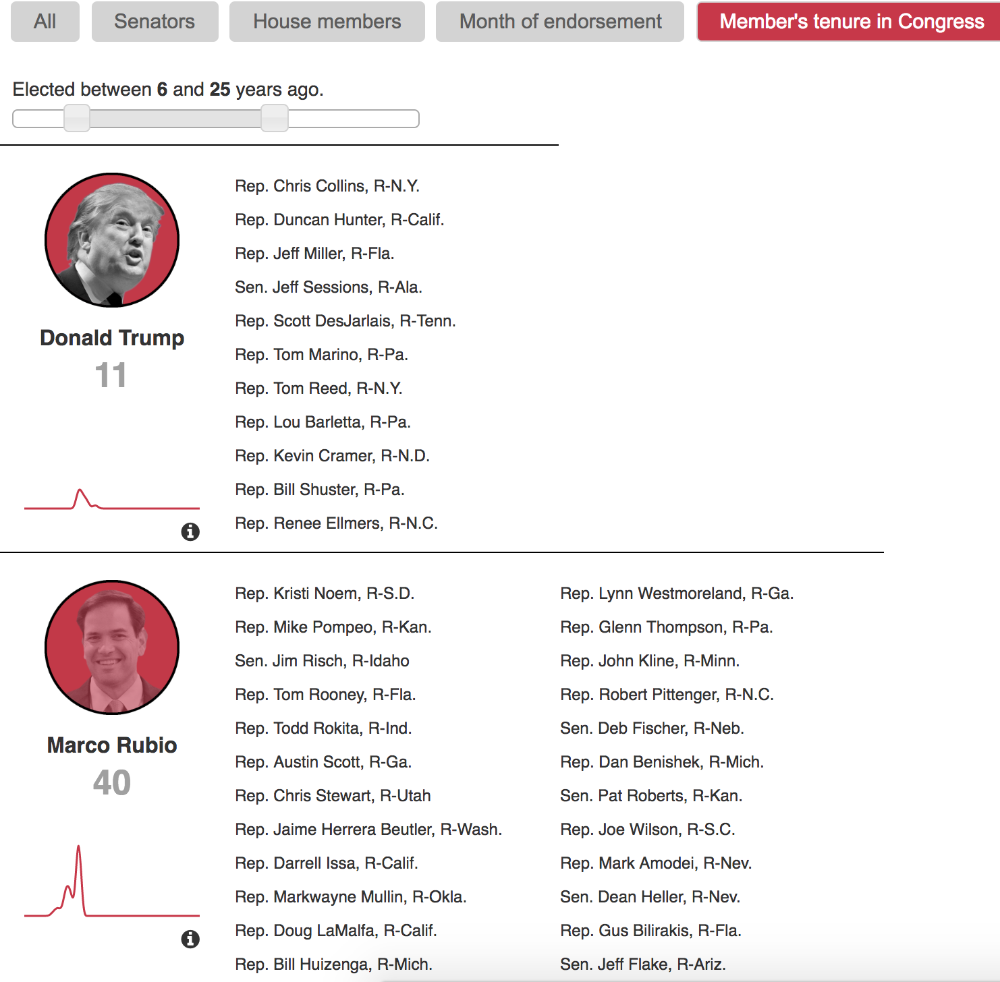 All
Senators
House members
Month of endorsement
Member's tenure in Congress
Elected between 6 and 25 years ago.
Donald Trump
11
Rep. Chris Collins, R-N.Y.
Rep. Duncan Hunter, R-Calif.
Rep. Jeff Miller, R-Fla.
Sen. Jeff Sessions, R-Ala.
Rep. Scott DesJarlais, R-Tenn.
Rep. Tom Marino, R-Pa.
Rep. Tom Reed, R-N.Y.
Rep. Lou Barletta, R-Pa.
Rep. Kevin Cramer, R-N.D.
Rep. Bill Shuster, R-Pa.
Rep. Renee Ellmers, R-N.C.
Marco Rubio
40
Rep. Kristi Noem, R-S.D.
Rep. Mike Pompeo, R-Kan.
Sen. Jim Risch, R-Idaho
Rep. Tom Rooney, R-Fla.
Rep. Todd Rokita, R-Ind.
Rep. Austin Scott, R-Ga.
Rep. Chris Stewart, R-Utah
Rep. Jaime Herrera Beutler, R-Wash.
Rep. Darrell Issa, R-Calif.
Rep. Markwayne Mullin, R-Okla.
Rep. Doug LaMalfa, R-Calif.
Rep. Bill Huizenga, R-Mich.
Rep. Lynn Westmoreland, R-Ga.
Rep. Glenn Thompson, R-Pa.
Rep. John Kline, R-Minn.
Rep. Robert Pittenger, R-N.C.
Sen. Deb Fischer, R-Neb.
Rep. Dan Benishek, R-Mich.
Sen. Pat Roberts, R-Kan.
Rep. Joe Wilson, R-S.C.
Rep. Mark Amodei, R-Nev.
Sen. Dean Heller, R-Nev.
Rep. Gus Bilirakis, R-Fla.
Sen. Jeff Flake, R-Ariz.